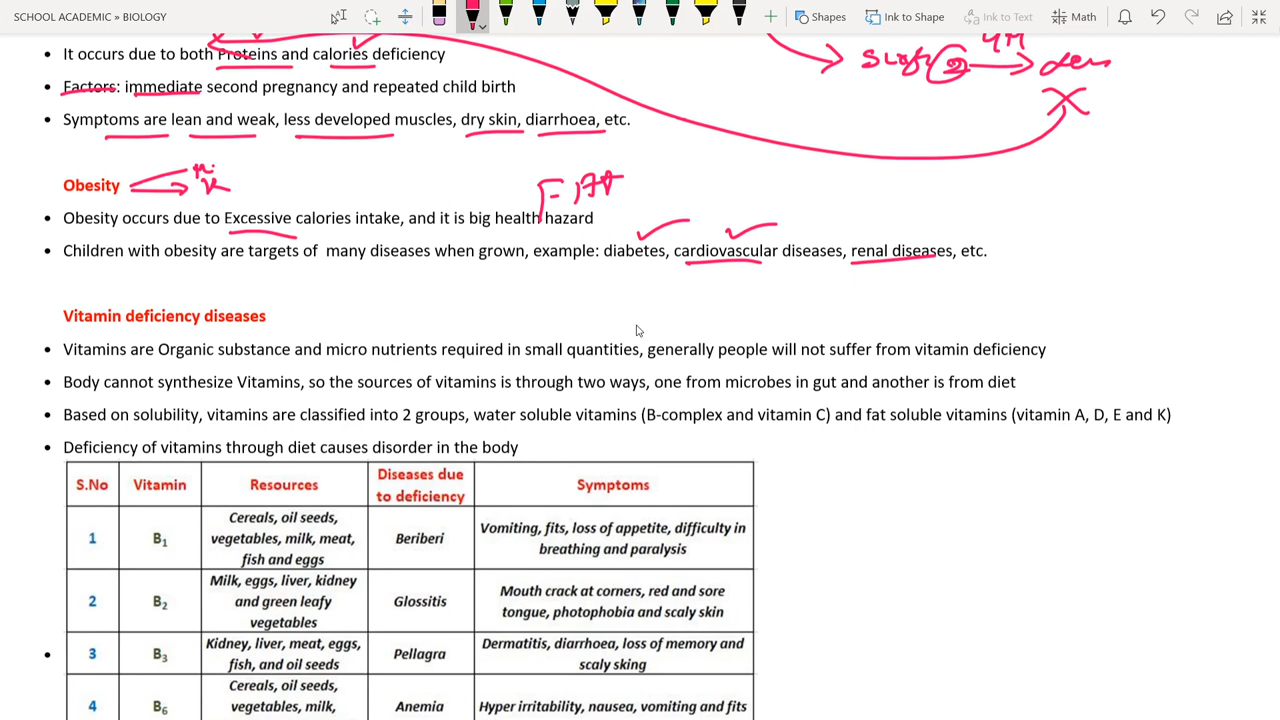 SCHOOL ACADEMIC » BIOLOGY
Shapes Ink to Shape Ink to Text Math
• It occurs due to both Proteins and calories deficiency
• Factors: immediate second pregnancy and repeated child birth
• Symptoms are lean and weak, less developed muscles, dry skin, diarrhoea, etc.
Obesity
FAT
• Obesity occurs due to Excessive calories intake, and it is big health hazard
• Children with obesity are targets of many diseases when grown, example: diabetes, cardiovascular diseases, renal diseases, etc.
Vitamin deficiency diseases
• Vitamins are Organic substance and micro nutrients required in small quantities, generally people will not suffer from vitamin deficiency
• Body cannot synthesize Vitamins, so the sources of vitamins is through two ways, one from microbes in gut and another is from diet
• Based on solubility, vitamins are classified into 2 groups, water soluble vitamins (B-complex and vitamin C) and fat soluble vitamins (vitamin A, D, E and K)
• Deficiency of vitamins through diet causes disorder in the body
S.No Vitamin Resources Diseases due to deficiency Symptoms
1 B₁ Cereals, oil seeds, vegetables, milk, meat, fish and eggs Beriberi Vomiting, fits, loss of appetite, difficulty in breathing and paralysis
2 B₂ Milk, eggs, liver, kidney and green leafy vegetables Glossitis Mouth crack at corners, red and sore tongue, photophobia and scaly skin
• 3 B₃ Kidney, liver, meat, eggs, fish, and oil seeds Pellagra Dermatitis, diarrhoea, loss of memory and scaly sking
4 B₆ Cereals, oil seeds, vegetables, milk, Anemia Hyper irritability, nausea, vomiting and fits